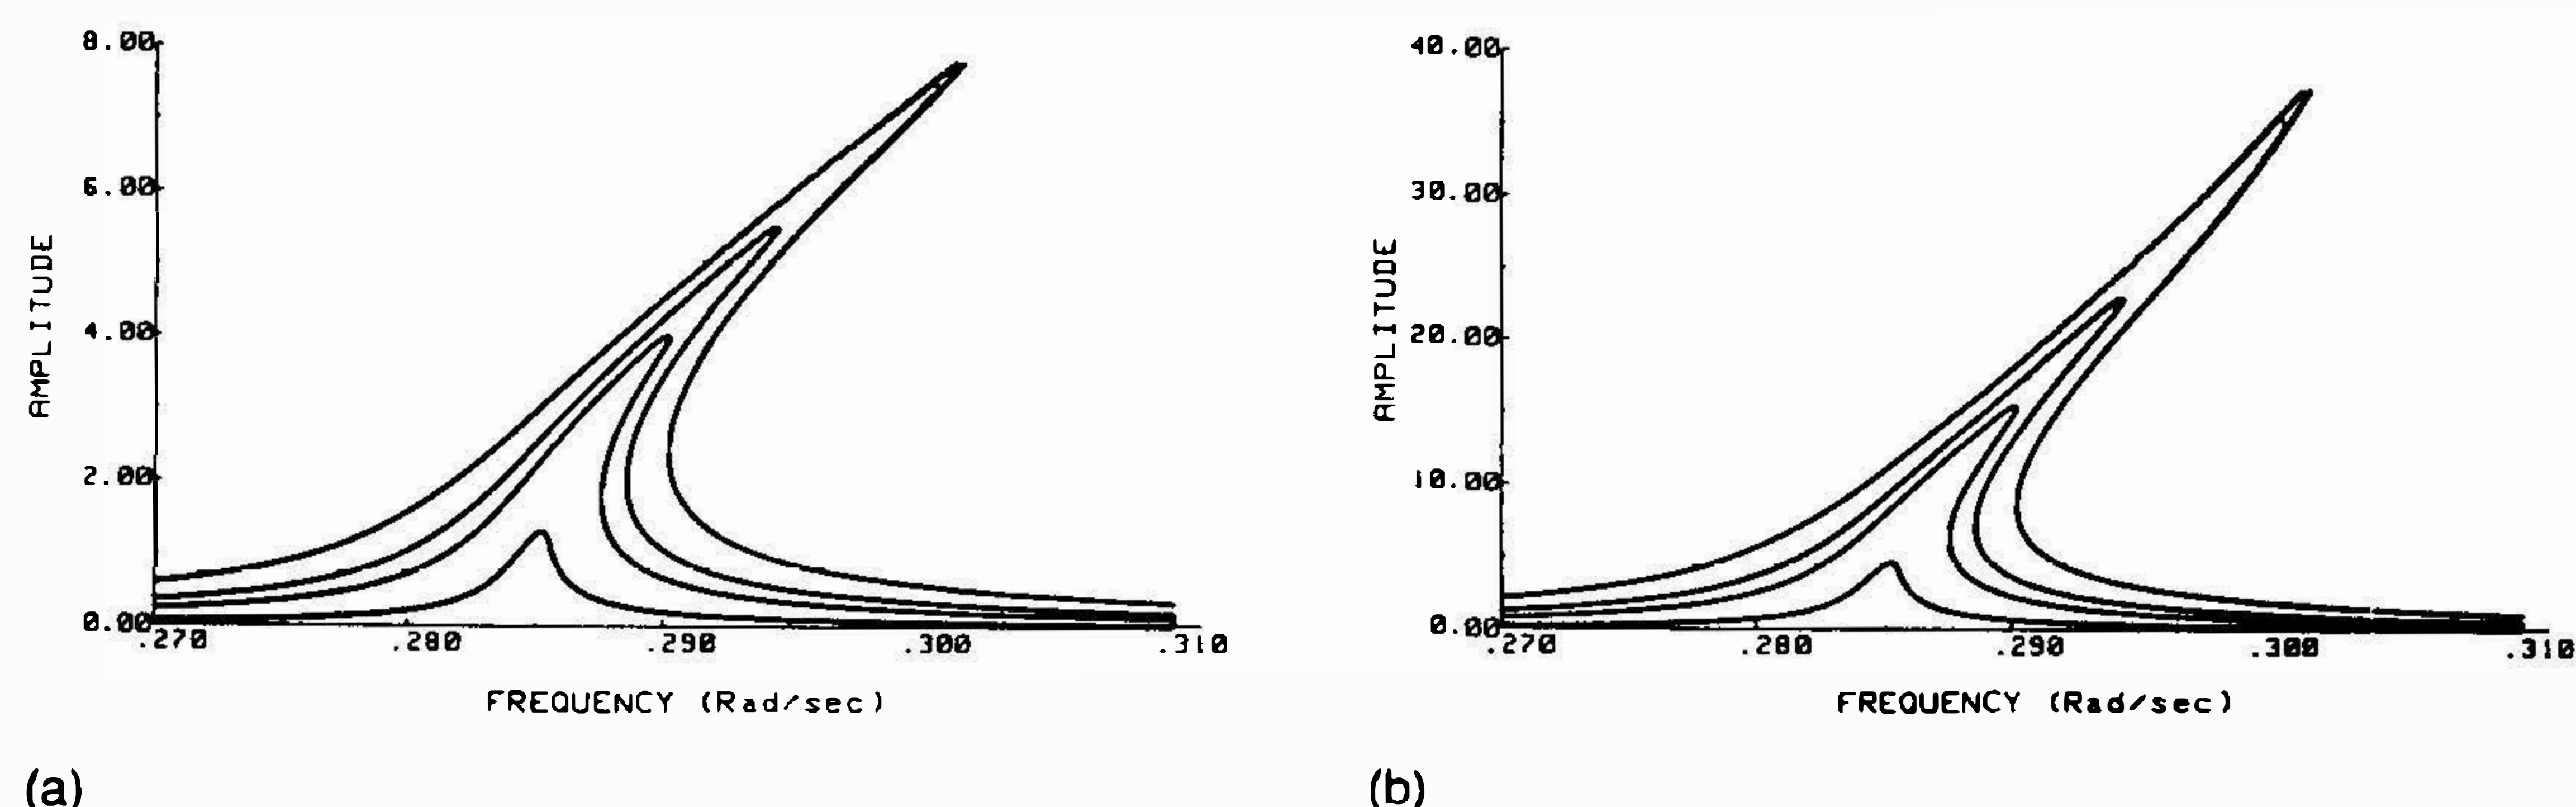 8.00
6.00
4.00
2.00
0.00
AMPLITUDE
.270 .280 .290 .300 .310
FREQUENCY (Rad/sec)
(a)
40.00
30.00
20.00
10.00
0.00
AMPLITUDE
.270 .280 .290 .300 .310
FREQUENCY (Rad/sec)
(b)